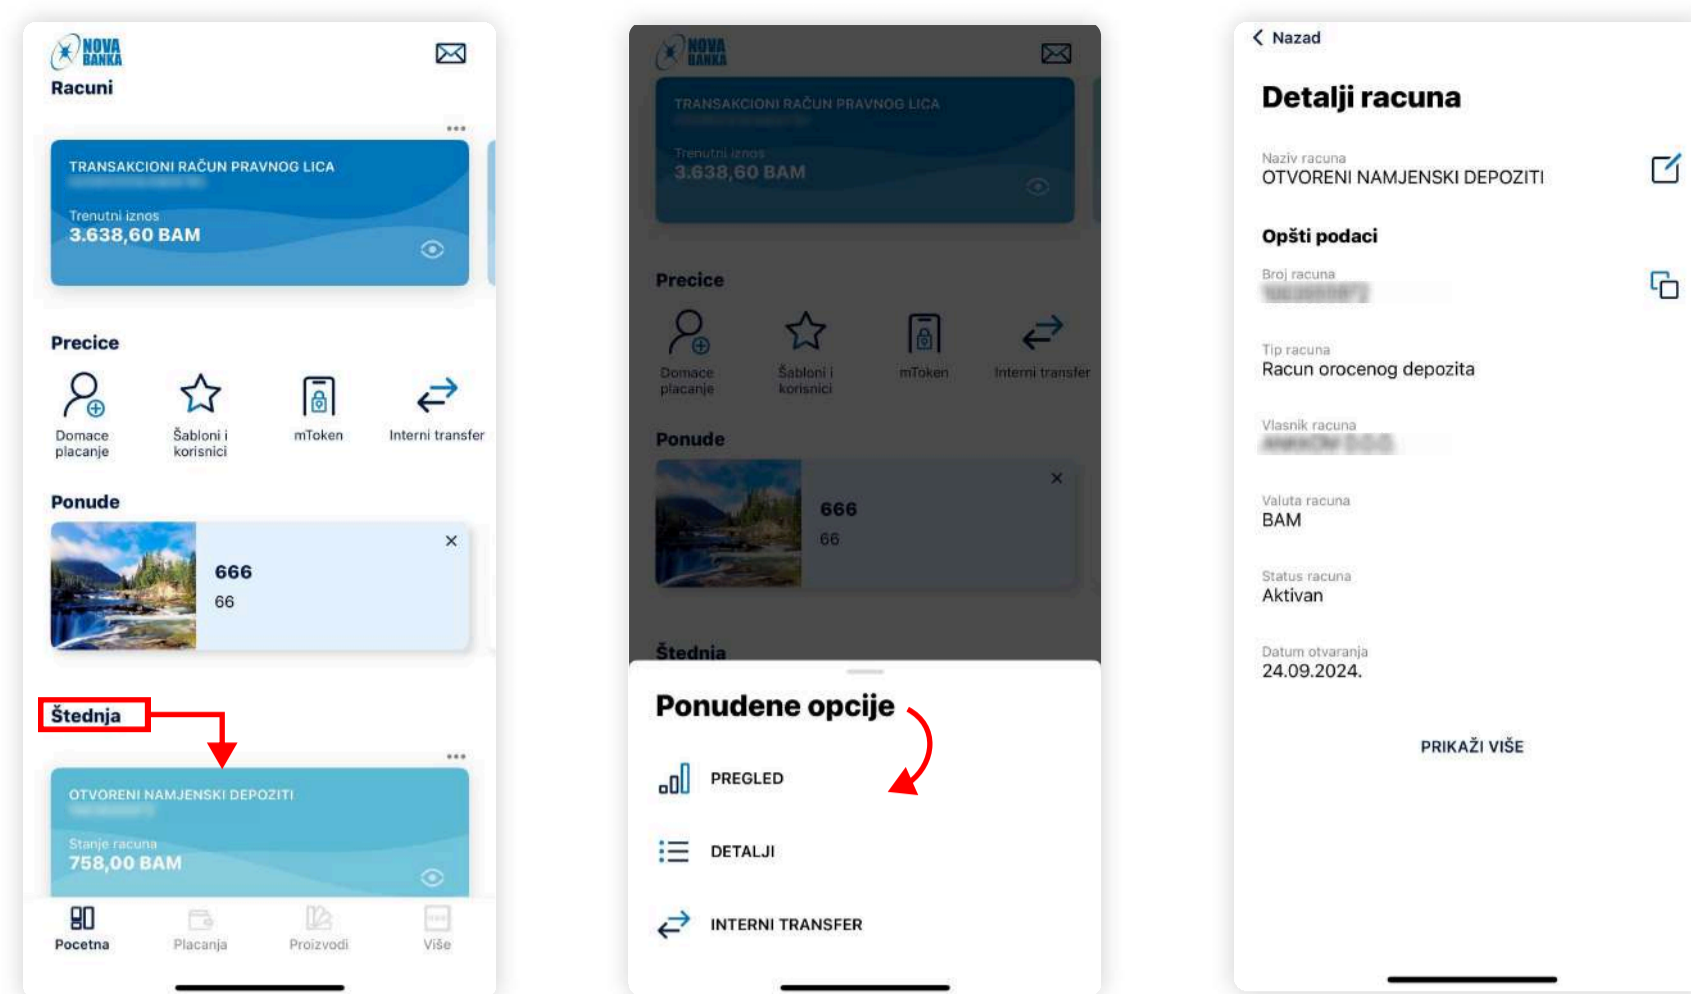 NOVA
BANKA
Racuni
TRANSAKCIONI RAČUN PRAVNOG LICA
Trenutni iznos
3.638,60 BAM
Precice
Domace
placanje
Šabloni i
korisnici
mToken
Interni transfer
Ponude
666
66
Štednja
OTVORENI NAMJENSKI DEPOZITI
Stanje racuna
758,00 BAM
Pocetna
Placanja
Proizvodi
Više
NOVA
BANKA
TRANSAKCIONI RAČUN PRAVNOG LICA
Trenutni iznos
3.638,60 BAM
Precice
Domace
placanje
Šabloni i
korisnici
mToken
Interni transfer
Ponude
666
66
Štednja
Ponudene opcije
PREGLED
DETALJI
INTERNI TRANSFER
Nazad
Detalji racuna
Naziv racuna
OTVORENI NAMJENSKI DEPOZITI
Opšti podaci
Broj racuna
Tip racuna
Racun orocenog depozita
Vlasnik racuna
Valuta racuna
BAM
Status racuna
Aktivan
Datum otvaranja
24.09.2024.
PRIKAŽI VIŠE